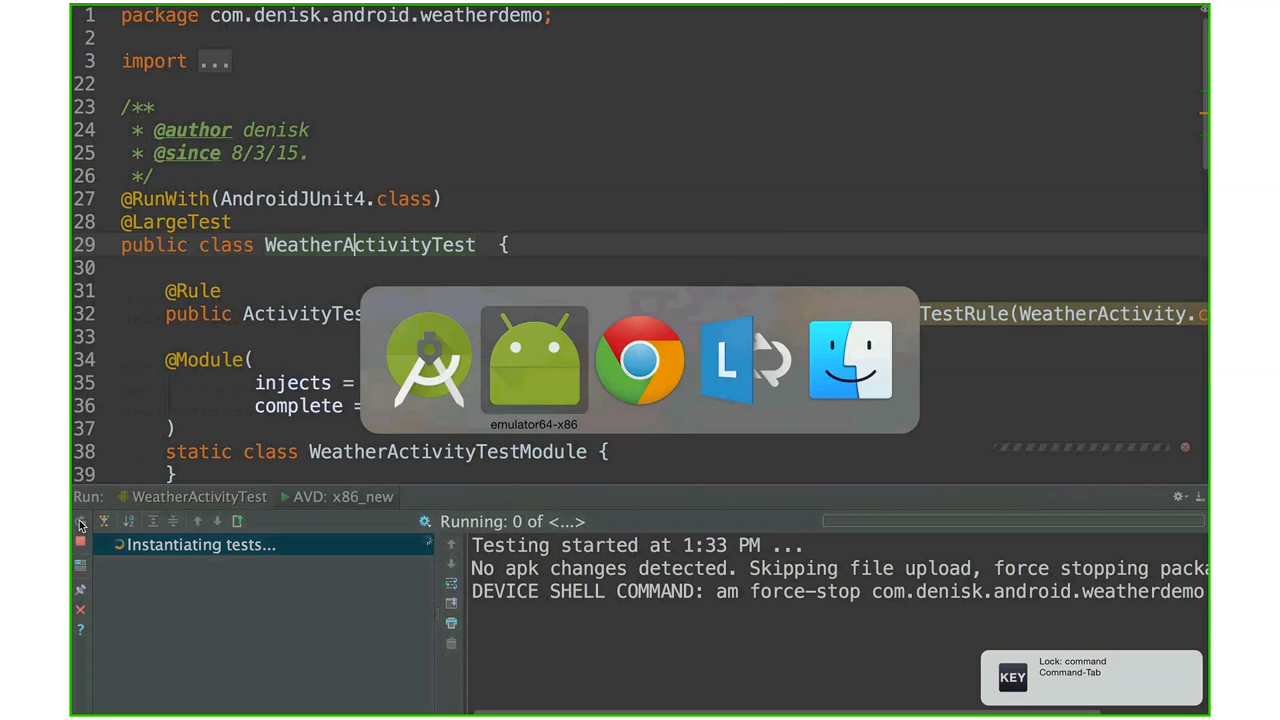 1 package com.denisk.android.weatherdemo;
2
3 import ...
22
23 /**
24 * @author denisk
25 * @since 8/3/15.
26 */
27 @RunWith(AndroidJUnit4.class)
28 @LargeTest
29 public class WeatherActivityTest {
30
31 @Rule
32 public ActivityTes TestRule(WeatherActivity.c
33
34 @Module(
35 injects =
36 complete =
37 )
38 static class WeatherActivityTestModule {
39 }
L
emulator64-x86
Run: WeatherActivityTest AVD: x86_new
Running: 0 of <...>
Instantiating tests...
Testing started at 1:33 PM ...
No apk changes detected. Skipping file upload, force stopping packa
DEVICE SHELL COMMAND: am force-stop com.denisk.android.weatherdemo
?
KEY
Lock: command
Command-Tab